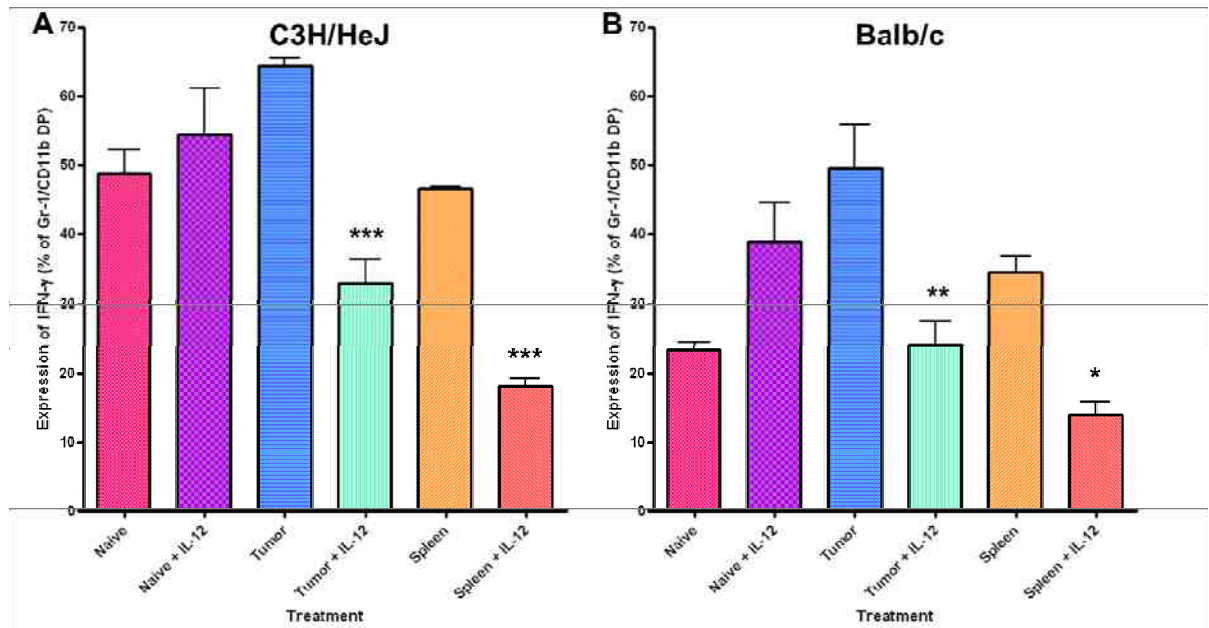 A
C3H/HeJ
Expression of IFN-γ (% of Gr-1/CD11b DP)
70
60
50
40
30
20
10
0
***
***
Naive
Naive + IL-12
Tumor
Tumor + IL-12
Spleen
Spleen + IL-12
Treatment
B
Balb/c
Expression of IFN-γ (% of Gr-1/CD11b DP)
70
60
50
40
30
20
10
0
**
*
Naive
Naive + IL-12
Tumor
Tumor + IL-12
Spleen
Spleen + IL-12
Treatment